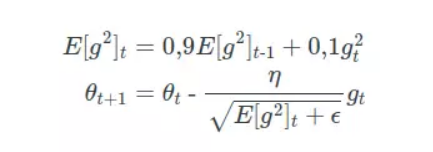 E[g²]ₜ = 0,9E[g²]ₜ₋₁ + 0,1gₜ²
θₜ₊₁ = θₜ - η / √(E[g²]ₜ + ϵ) gₜ